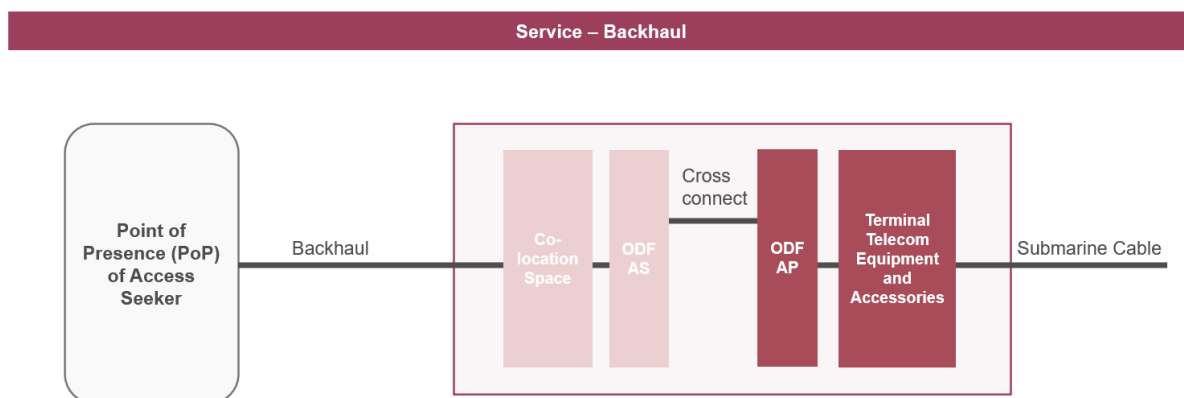 Service – Backhaul
Point of
Presence (PoP)
of Access
Seeker
Backhaul
Co-
location
Space
ODF
AS
Cross
connect
ODF
AP
Terminal
Telecom
Equipment
and
Accessories
Submarine Cable